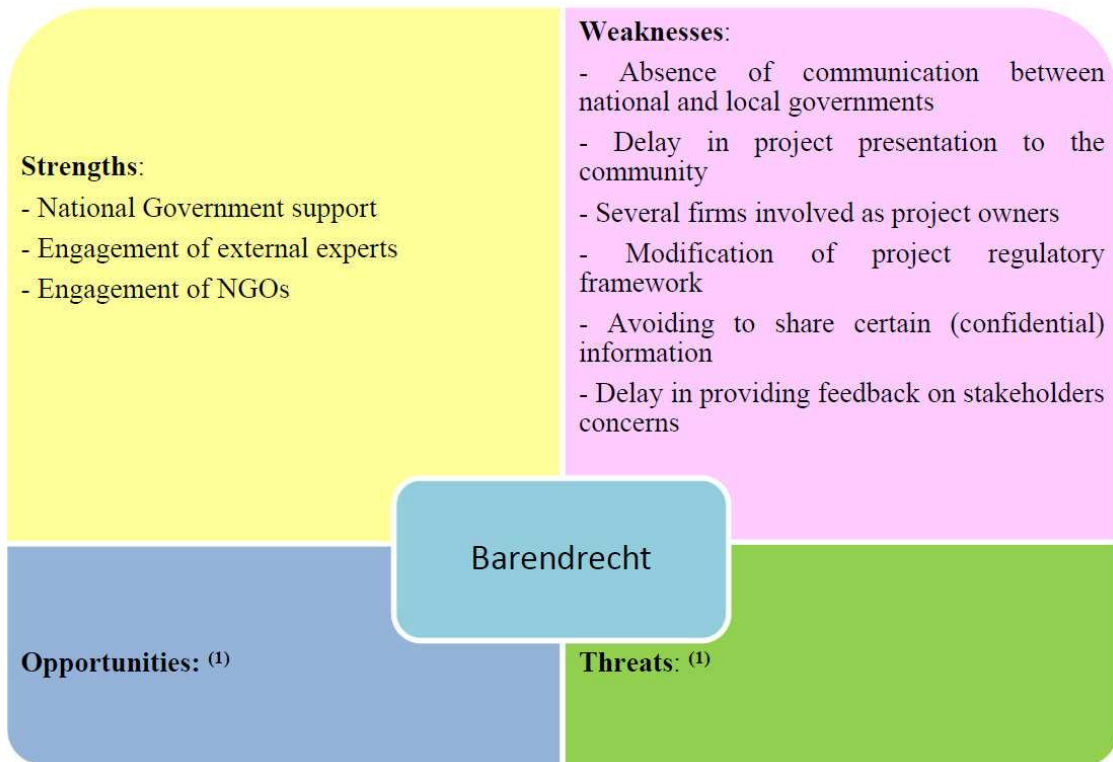 Strengths:
- National Government support
- Engagement of external experts
- Engagement of NGOs
Weaknesses:
- Absence of communication between
national and local governments
- Delay in project presentation to the
community
- Several firms involved as project owners
- Modification of project regulatory
framework
- Avoiding to share certain (confidential)
information
- Delay in providing feedback on stakeholders
concerns
Barendrecht
Opportunities: (1)
Threats: (1)